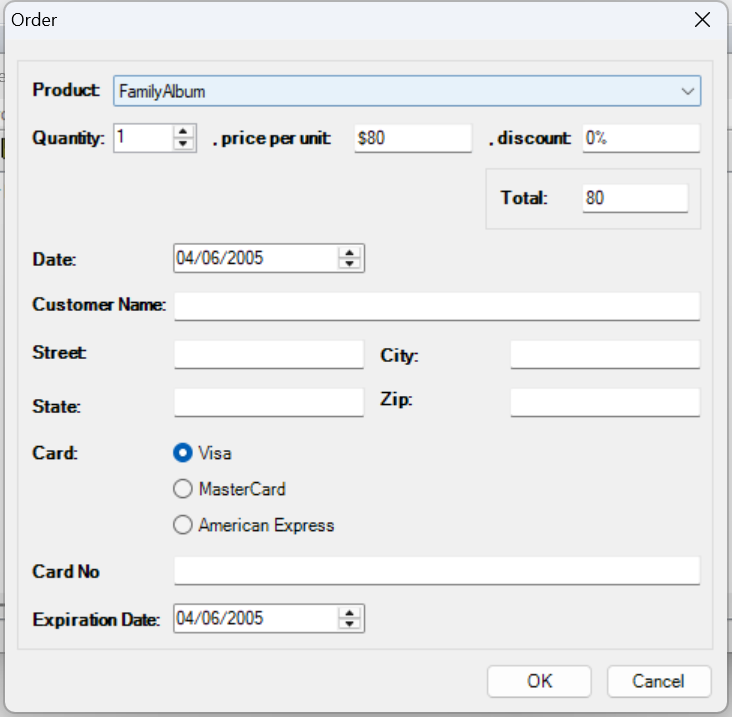 Order
Product: FamilyAlbum
Quantity: 1 , price per unit: $80 , discount: 0%
Total: 80
Date: 04/06/2005
Customer Name:
Street: City:
State: Zip:
Card: Visa
MasterCard
American Express
Card No
Expiration Date: 04/06/2005
OK Cancel